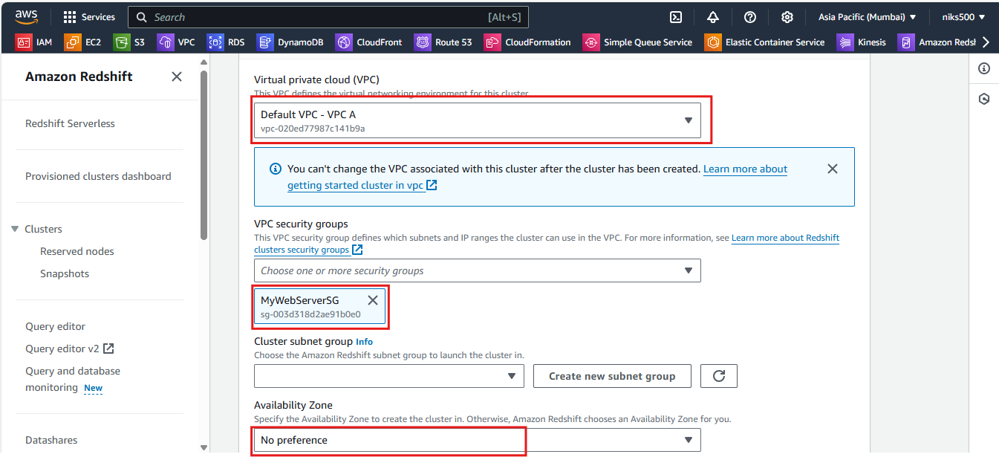 aws
Services
Search
[Alt+S]
Asia Pacific (Mumbai)
niks500
IAM
EC2
S3
VPC
RDS
DynamoDB
CloudFront
Route 53
CloudFormation
Simple Queue Service
Elastic Container Service
Kinesis
Amazon Redsh
Amazon Redshift
Redshift Serverless
Provisioned clusters dashboard
Clusters
Reserved nodes
Snapshots
Query editor
Query editor v2
Query and database
monitoring New
Datashares
Virtual private cloud (VPC)
This VPC defines the virtual networking environment for this cluster.
Default VPC - VPC A
vpc-020ed77987c141b9a
You can't change the VPC associated with this cluster after the cluster has been created. Learn more about
getting started cluster in vpc
VPC security groups
This VPC security group defines which subnets and IP ranges the cluster can use in the VPC. For more information, see Learn more about Redshift
clusters security groups
Choose one or more security groups
MyWebServerSG
sg-003d318d2ae91b0e0
Cluster subnet group Info
Choose the Amazon Redshift subnet group to launch the cluster in.
Create new subnet group
Availability Zone
Specify the Availability Zone to create the cluster in. Otherwise, Amazon Redshift chooses an Availability Zone for you.
No preference